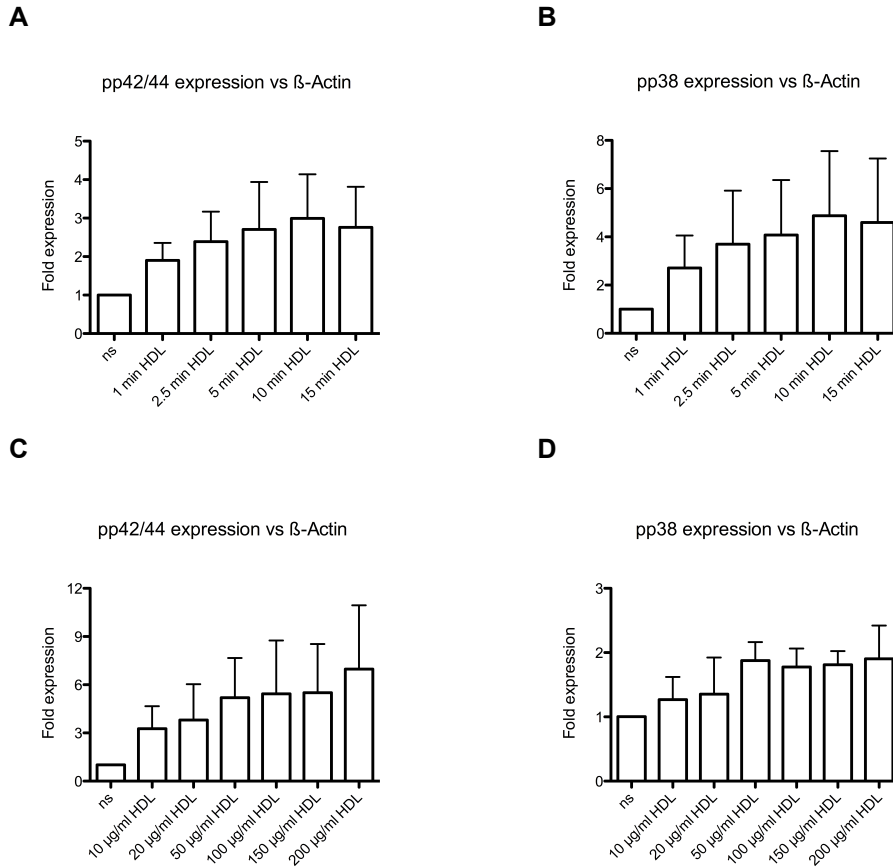 A
pp42/44 expression vs ß-Actin
Fold expression
5
4
3
2
1
0
ns
1 min HDL
2.5 min HDL
5 min HDL
10 min HDL
15 min HDL
B
pp38 expression vs ß-Actin
Fold expression
8
6
4
2
0
ns
1 min HDL
2.5 min HDL
5 min HDL
10 min HDL
15 min HDL
C
pp42/44 expression vs ß-Actin
Fold expression
12
9
6
3
0
ns
10 µg/ml HDL
20 µg/ml HDL
50 µg/ml HDL
100 µg/ml HDL
150 µg/ml HDL
200 µg/ml HDL
D
pp38 expression vs ß-Actin
Fold expression
3
2
1
0
ns
10 µg/ml HDL
20 µg/ml HDL
50 µg/ml HDL
100 µg/ml HDL
150 µg/ml HDL
200 µg/ml HDL